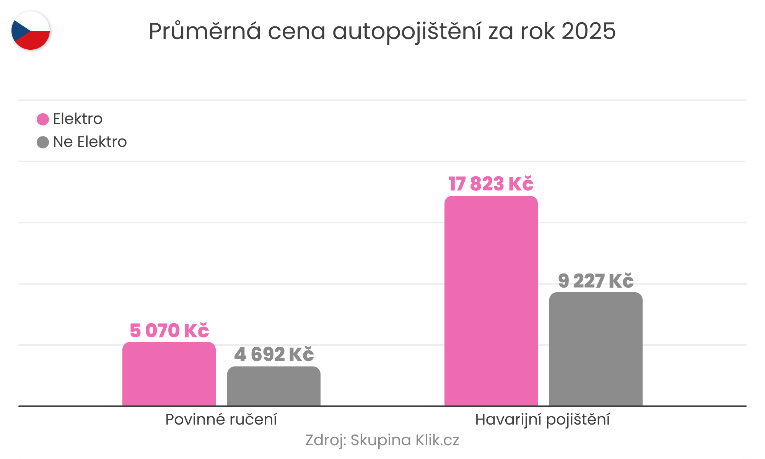 Průměrná cena autopojištění za rok 2025
Elektro
Ne Elektro
17 823 Kč
9 227 Kč
5 070 Kč
4 692 Kč
Povinné ručení
Havarijní pojištění
Zdroj: Skupina Klik.cz